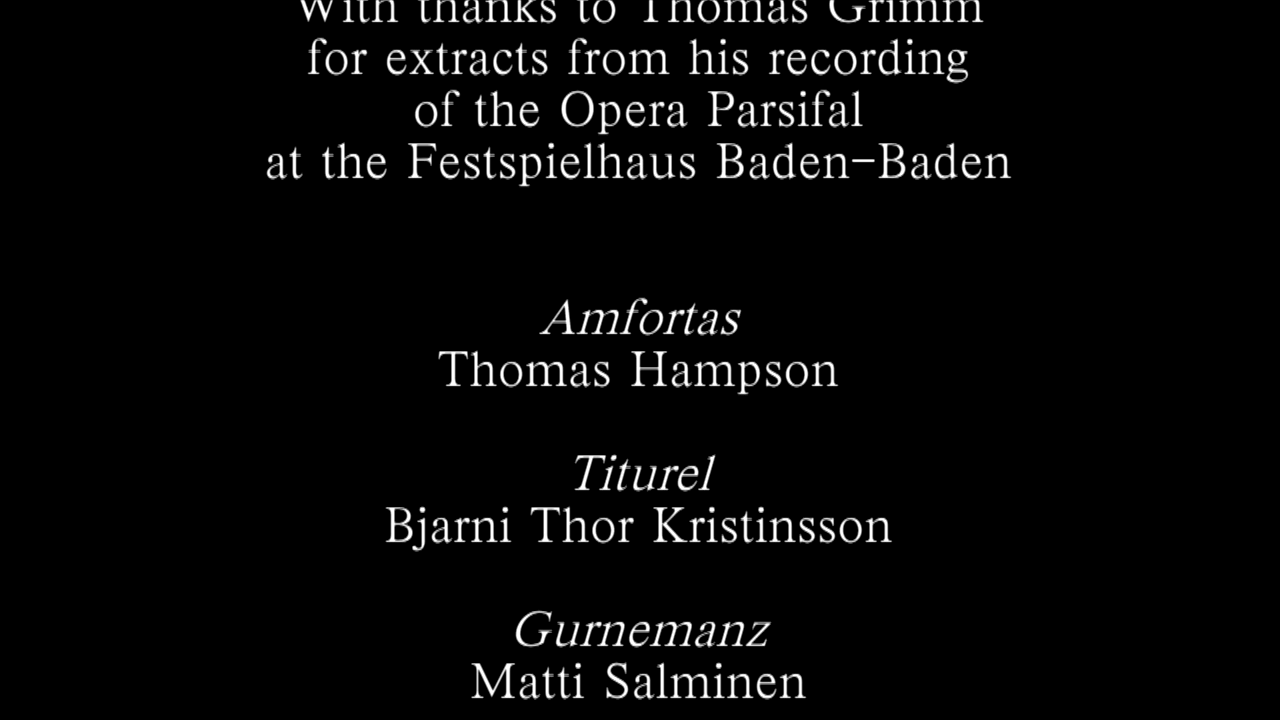 With thanks to Thomas Grimm
for extracts from his recording
of the Opera Parsifal
at the Festspielhaus Baden-Baden
Amfortas
Thomas Hampson
Titurel
Bjarni Thor Kristinsson
Gurnemanz
Matti Salminen